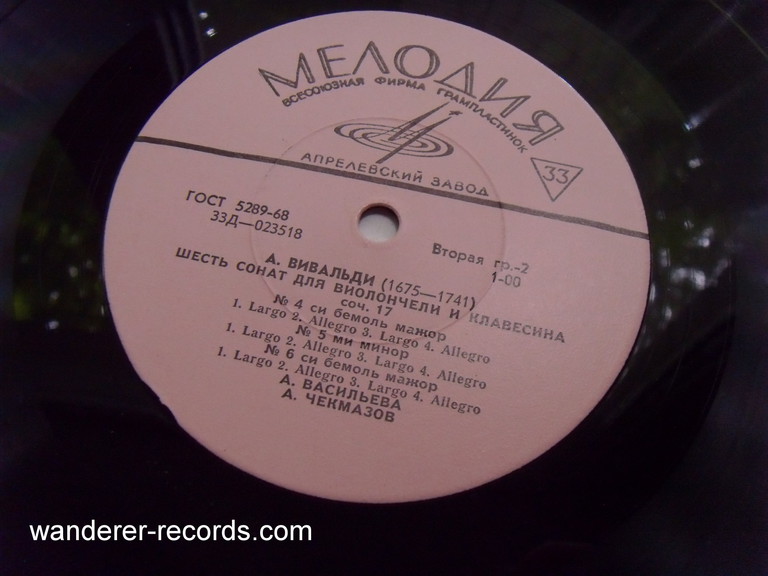 МЕЛОДИЯ
ВСЕСОЮЗНАЯ ФИРМА ГРАМПЛАСТИНОК
33
АПРЕЛЕВСКИЙ ЗАВОД
ГОСТ 5289-68
33Д—023518
Вторая гр.-2
1-00
А. ВИВАЛЬДИ (1675—1741)
ШЕСТЬ СОНАТ ДЛЯ ВИОЛОНЧЕЛИ И КЛАВЕСИНА
соч. 17
№ 4 си бемоль мажор
1. Largo 2. Allegro 3. Largo 4. Allegro
№ 5 ми минор
1. Largo 2. Allegro 3. Largo 4. Allegro
№ 6 си бемоль мажор
1. Largo 2. Allegro 3. Largo 4. Allegro
А. ВАСИЛЬЕВА
А. ЧЕКМАЗОВ
wanderer-records.com